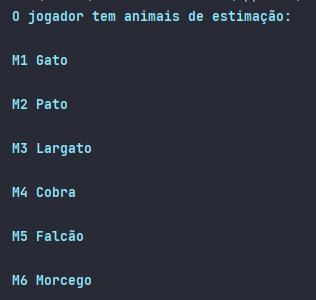 O jogador tem animais de estimação:
M1 Gato
M2 Pato
M3 Largato
M4 Cobra
M5 Falcão
M6 Morcego